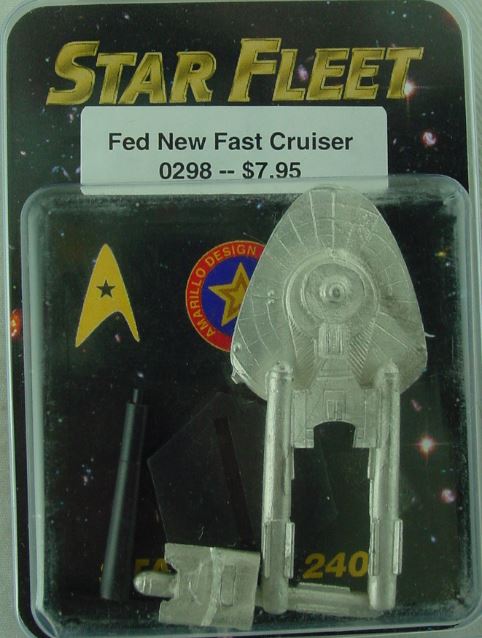 STAR FLEET
Fed New Fast Cruiser
0298 -- $7.95
AMARILLO DESIGN
240